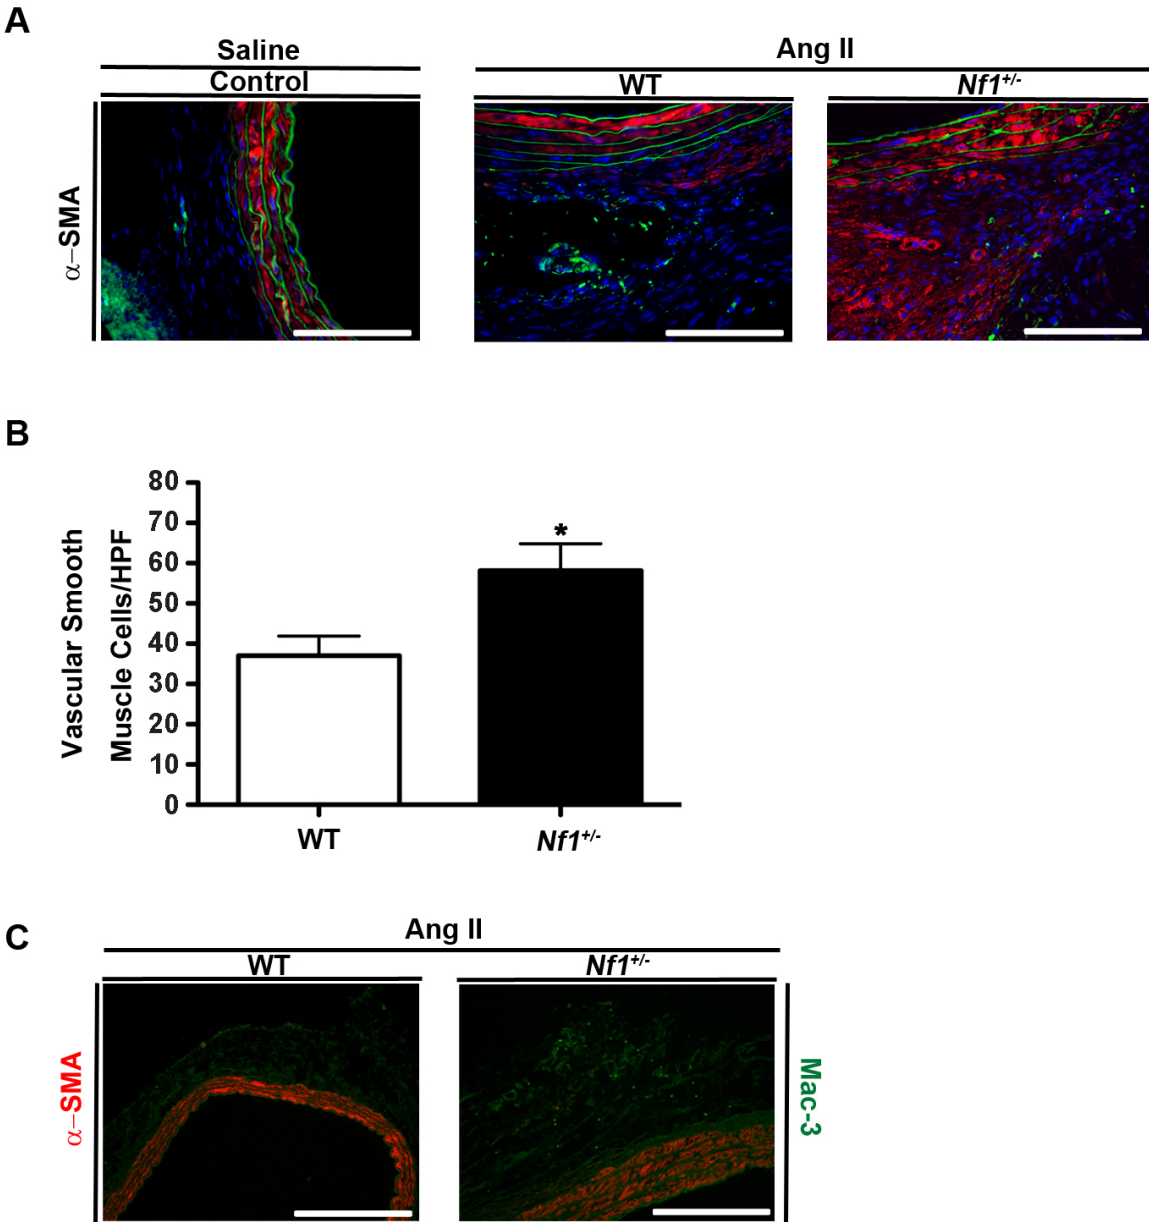 A
Saline
Control
Ang II
WT
Nf1+/-
α–SMA
B
Vascular Smooth
Muscle Cells/HPF
80
70
60
50
40
30
20
10
0
*
WT
Nf1+/-
C
Ang II
WT
Nf1+/-
α–SMA
Mac-3